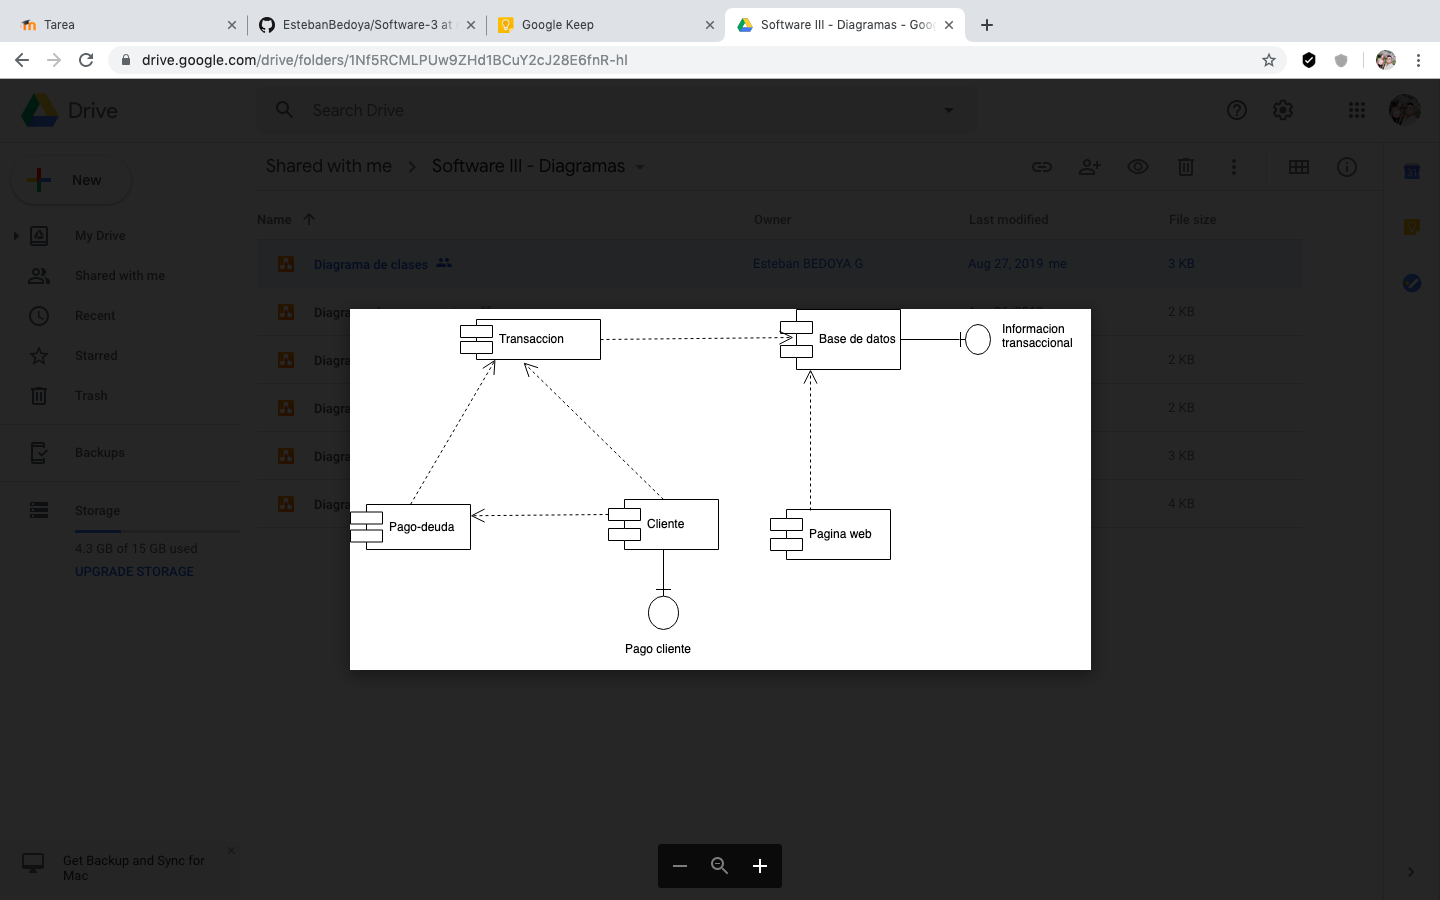 Tarea
EstebanBedoya/Software-3 at
Google Keep
Software III - Diagramas - Goo
drive.google.com/drive/folders/1Nf5RCMLPUw9ZHd1BCuY2cJ28E6fnR-hI
Drive
Search Drive
New
Shared with me
Software III - Diagramas
Name
Owner
Last modified
File size
My Drive
Shared with me
Recent
Starred
Trash
Backups
Storage
4.3 GB of 15 GB used
UPGRADE STORAGE
Diagrama de clases
Esteban BEDOYA G
Aug 27, 2019 me
3 KB
Diagra
2 KB
Diagra
2 KB
Diagra
2 KB
Diagra
3 KB
Diagra
4 KB
Transaccion
Base de datos
Informacion
transaccional
Pago-deuda
Cliente
Pagina web
Pago cliente
Get Backup and Sync for
Mac